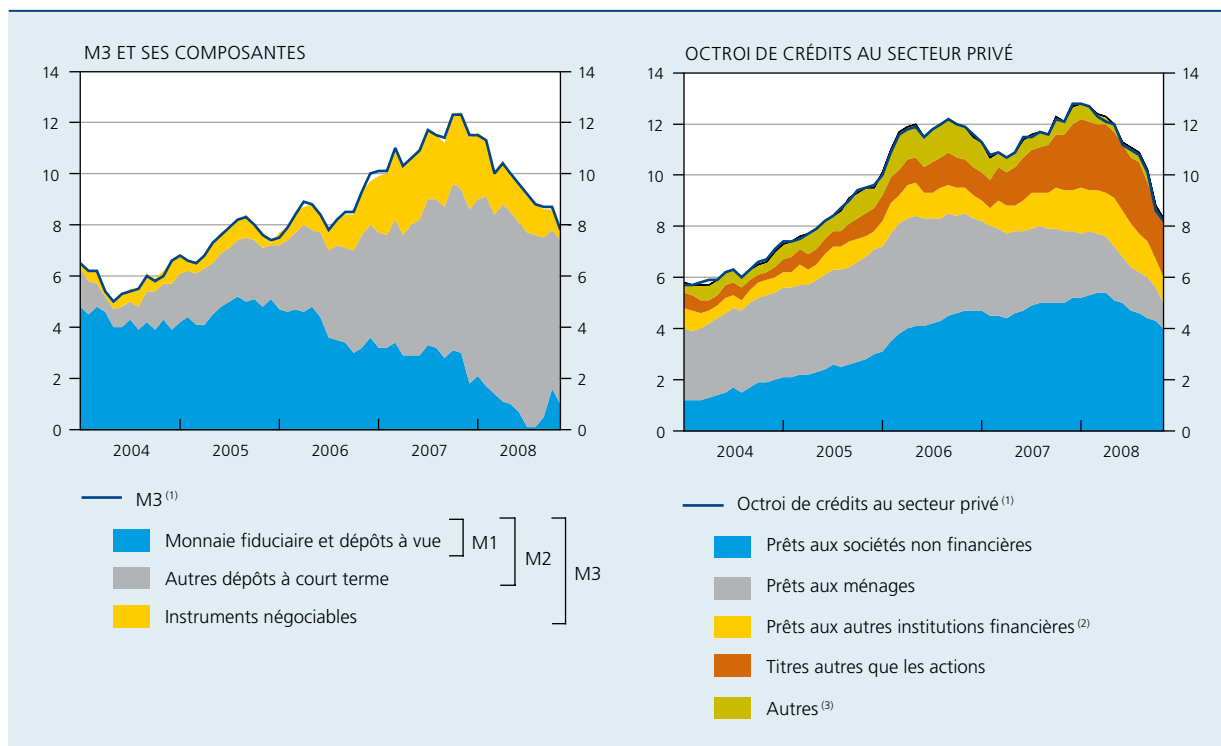 M3 ET SES COMPOSANTES
14 14
12 12
10 10
8 8
6 6
4 4
2 2
0 0
2004 2005 2006 2007 2008
M3 (1)
Monnaie fiduciaire et dépôts à vue M1
Autres dépôts à court terme M2
Instruments négociables M3
OCTROI DE CRÉDITS AU SECTEUR PRIVÉ
14 14
12 12
10 10
8 8
6 6
4 4
2 2
0 0
2004 2005 2006 2007 2008
Octroi de crédits au secteur privé (1)
Prêts aux sociétés non financières
Prêts aux ménages
Prêts aux autres institutions financières (2)
Titres autres que les actions
Autres (3)